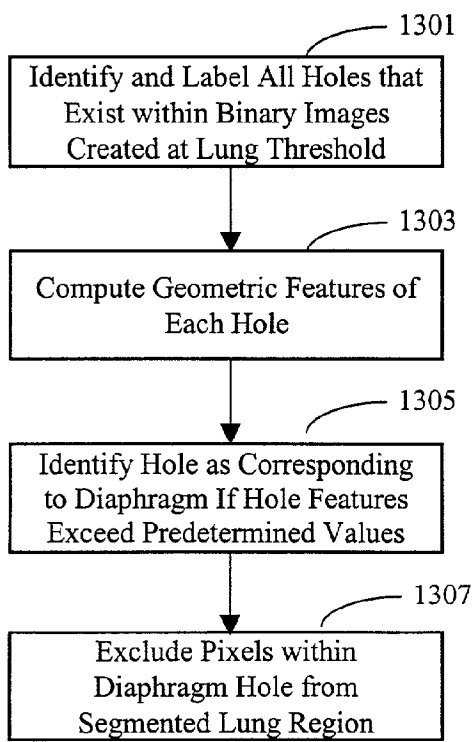 1301
Identify and Label All Holes that
Exist within Binary Images
Created at Lung Threshold
1303
Compute Geometric Features of
Each Hole
1305
Identify Hole as Corresponding
to Diaphragm If Hole Features
Exceed Predetermined Values
1307
Exclude Pixels within
Diaphragm Hole from
Segmented Lung Region